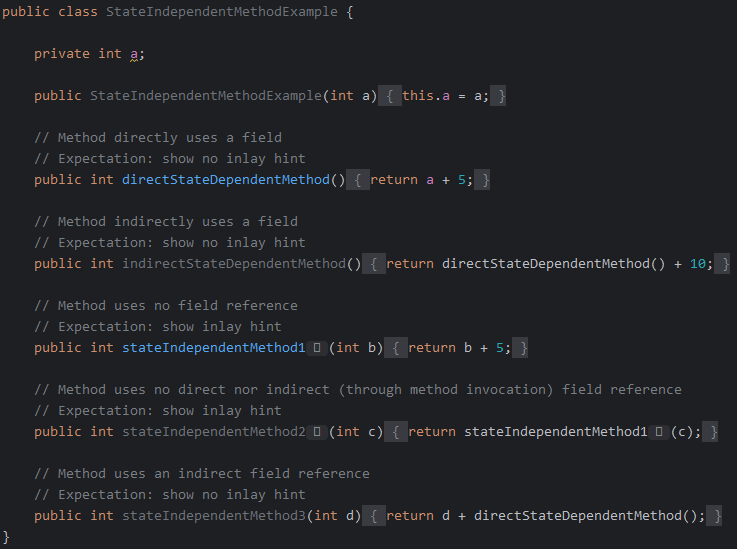 public class StateIndependentMethodExample {
private int a;
public StateIndependentMethodExample(int a) { this.a = a; }
// Method directly uses a field
// Expectation: show no inlay hint
public int directStateDependentMethod() { return a + 5; }
// Method indirectly uses a field
// Expectation: show no inlay hint
public int indirectStateDependentMethod() { return directStateDependentMethod() + 10; }
// Method uses no field reference
// Expectation: show inlay hint
public int stateIndependentMethod1 (int b) { return b + 5; }
// Method uses no direct nor indirect (through method invocation) field reference
// Expectation: show inlay hint
public int stateIndependentMethod2 (int c) { return stateIndependentMethod1 (c); }
// Method uses an indirect field reference
// Expectation: show no inlay hint
public int stateIndependentMethod3(int d) { return d + directStateDependentMethod(); }
}